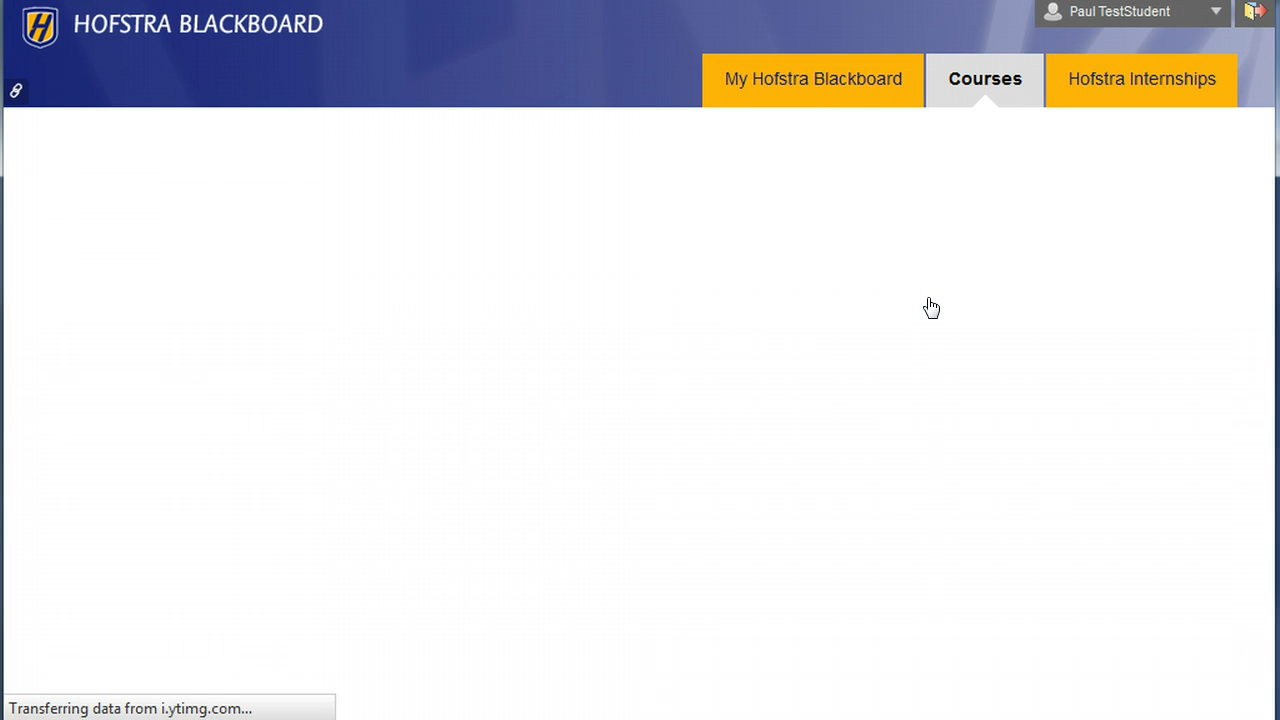 HOFSTRA BLACKBOARD
Paul TestStudent
My Hofstra Blackboard
Courses
Hofstra Internships
Transferring data from i.ytimg.com...